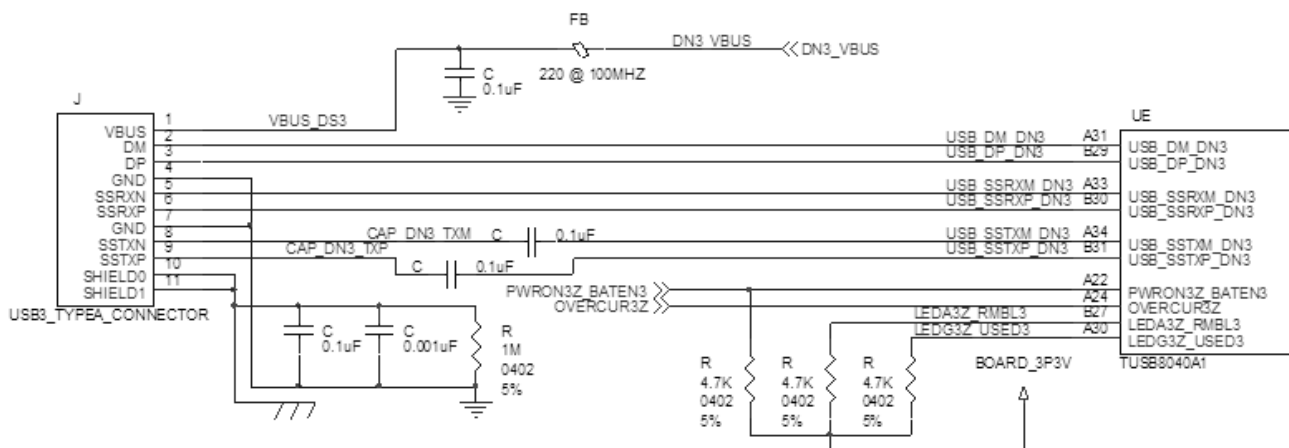 FB
DN3_VBUS
DN3_VBUS
C
0.1uF
220 @ 100MHZ
J
1
VBUS_DS3
UE
VBUS
2
USB_DM_DN3
A31
DM
3
USB_DP_DN3
B29
USB_DM_DN3
DP
4
USB_DP_DN3
GND
5
USB_SSRXM_DN3
A33
SSRXN
6
USB_SSRXP_DN3
B30
USB_SSRXM_DN3
SSRXP
7
USB_SSRXP_DN3
GND
8
CAP_DN3_TXM
C
0.1uF
USB_SSTXM_DN3
A34
SSTXN
9
CAP_DN3_TXP
USB_SSTXP_DN3
B31
USB_SSTXM_DN3
SSTXP
10
C
0.1uF
USB_SSTXP_DN3
SHIELD0
11
PWRON3Z_BATEN3
A22
SHIELD1
OVERCUR3Z
A24
PWRON3Z_BATEN3
USB3_TYPEA_CONNECTOR
LEDA3Z_RMBL3
B27
OVERCUR3Z
LEDG3Z_USED3
A30
LEDA3Z_RMBL3
LEDG3Z_USED3
C
0.1uF
C
0.001uF
R
1M
0402
5%
R
4.7K
0402
5%
R
4.7K
0402
5%
R
4.7K
0402
5%
BOARD_3P3V
TUSB8040A1